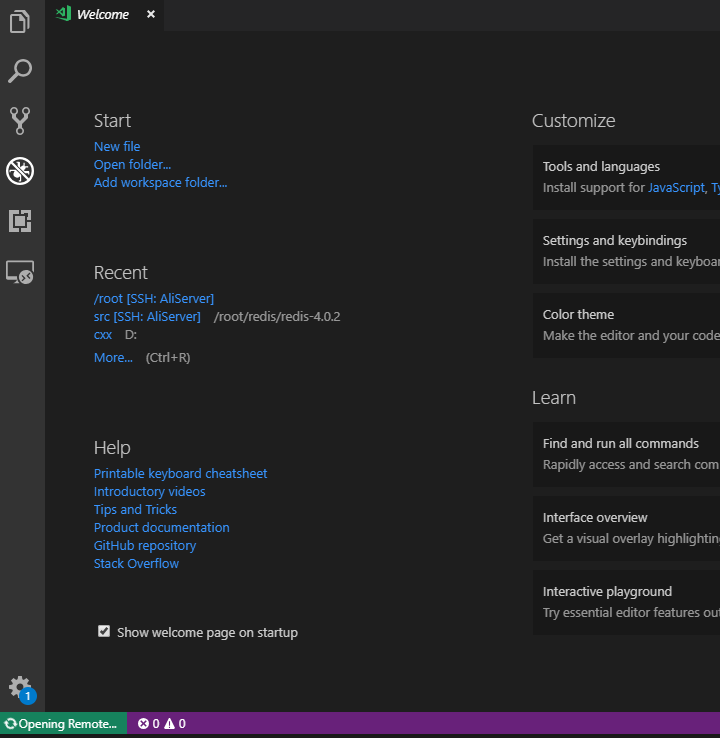 Welcome
Start
New file
Open folder...
Add workspace folder...
Recent
/root [SSH: AliServer]
src [SSH: AliServer] /root/redis/redis-4.0.2
cxx D:
More... (Ctrl+R)
Help
Printable keyboard cheatsheet
Introductory videos
Tips and Tricks
Product documentation
GitHub repository
Stack Overflow
Show welcome page on startup
Customize
Tools and languages
Install support for JavaScript, Ty
Settings and keybindings
Install the settings and keyboar
Color theme
Make the editor and your code
Learn
Find and run all commands
Rapidly access and search com
Interface overview
Get a visual overlay highlightin
Interactive playground
Try essential editor features ou
1
Opening Remote... 0 0